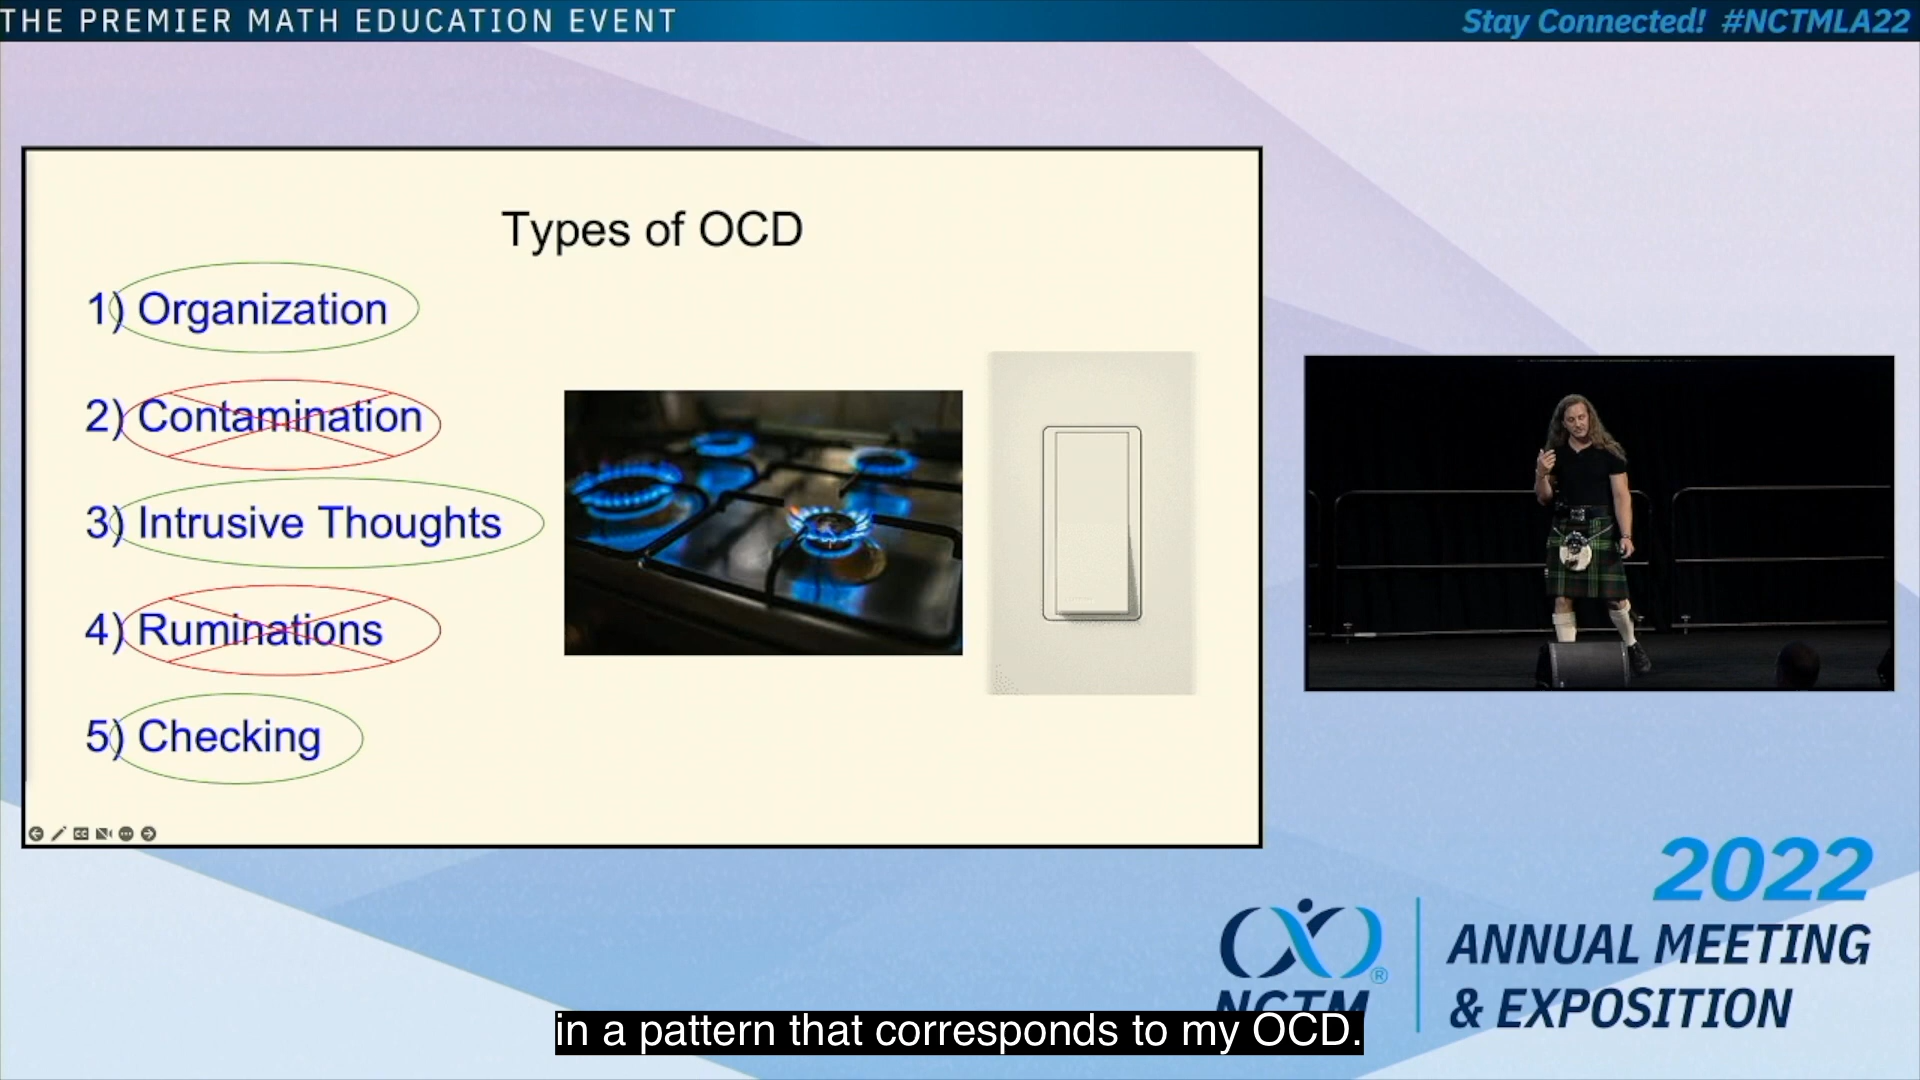 THE PREMIER MATH EDUCATION EVENT
Stay Connected! #NCTMLA22
Types of OCD
1) Organization
2) Contamination
3) Intrusive Thoughts
4) Ruminations
5) Checking
2022
NCTM
®
ANNUAL MEETING
& EXPOSITION
in a pattern that corresponds to my OCD.